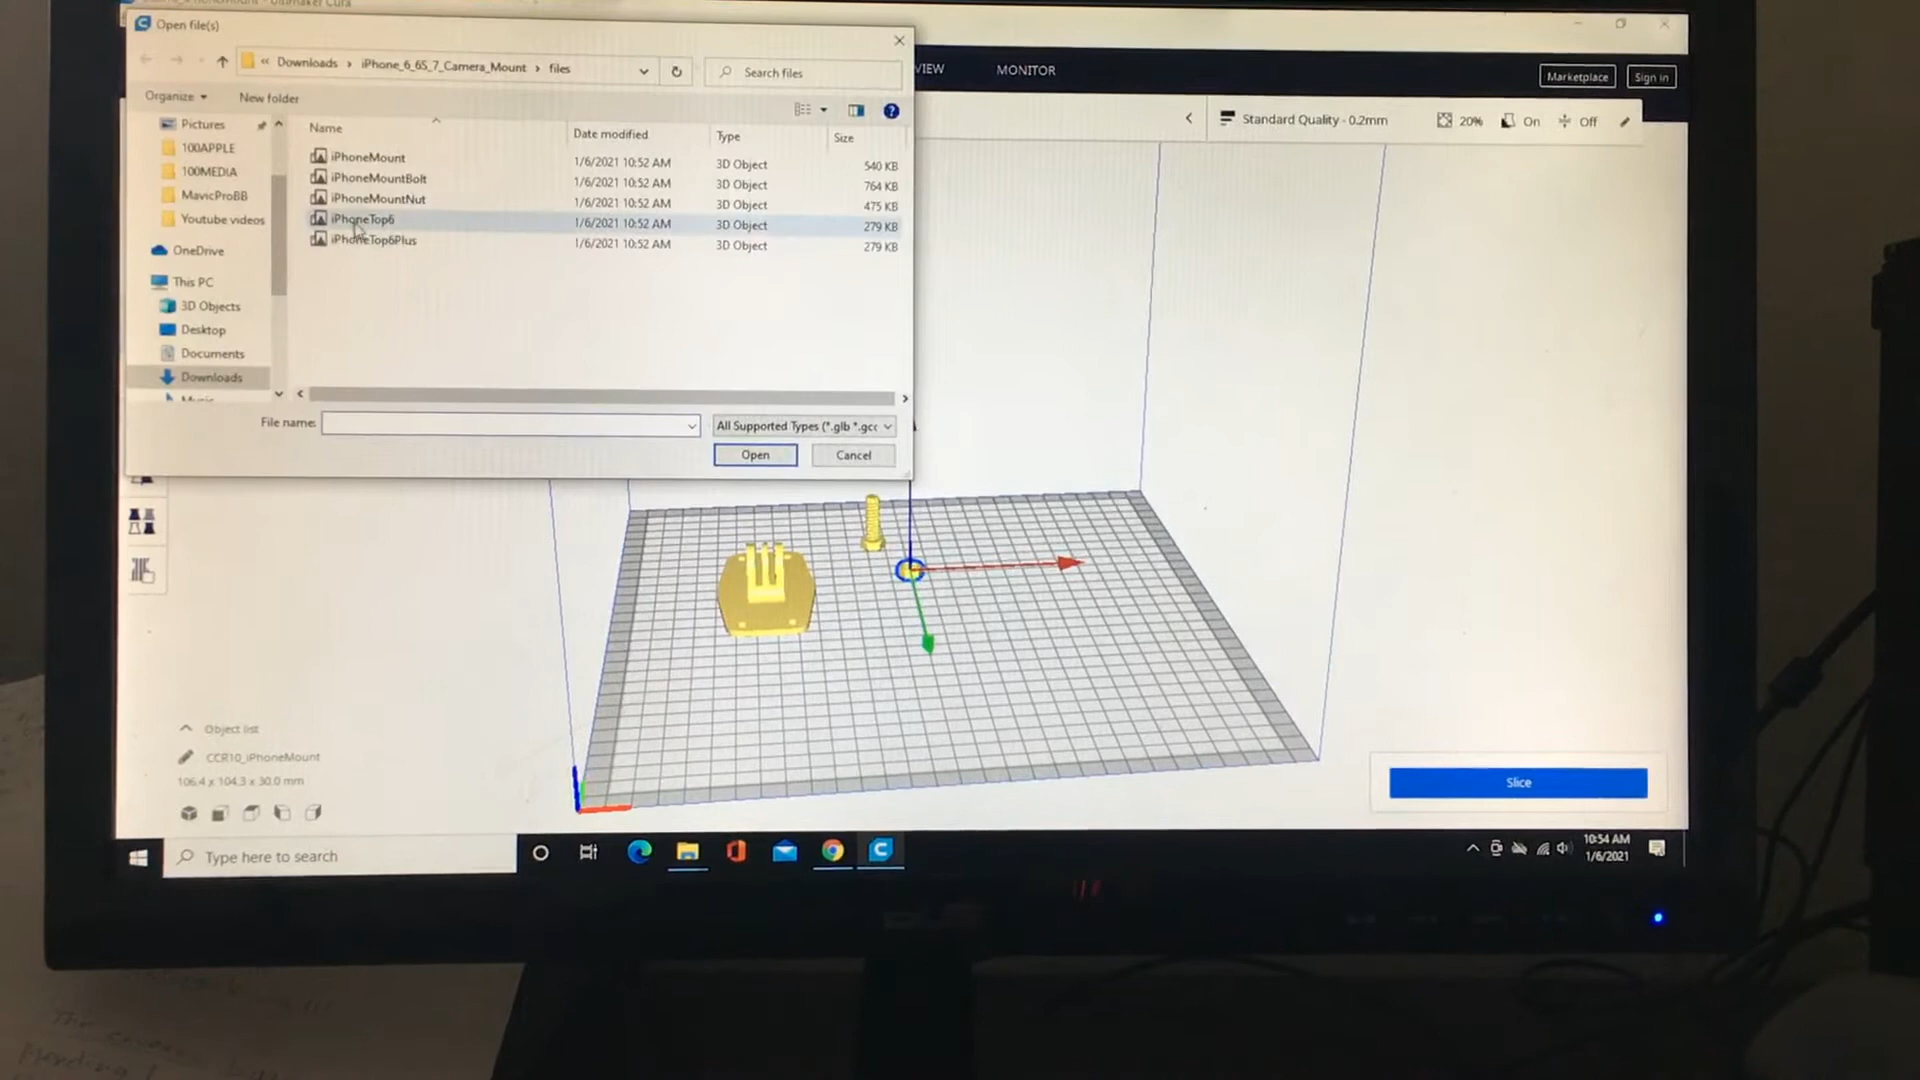 Ultimaker Cura
Open file(s)
« Downloads › iPhone_6_6S_7_Camera_Mount › files
Search files
VIEW
MONITOR
Marketplace
Sign in
Organize
New folder
Standard Quality - 0.2mm
20%
On
Off
Pictures
100APPLE
100MEDIA
MavicProBB
Youtube videos
OneDrive
This PC
3D Objects
Desktop
Documents
Downloads
Music
Name Date modified Type Size
iPhoneMount 1/6/2021 10:52 AM 3D Object 540 KB
iPhoneMountBolt 1/6/2021 10:52 AM 3D Object 764 KB
iPhoneMountNut 1/6/2021 10:52 AM 3D Object 475 KB
iPhoneTop6 1/6/2021 10:52 AM 3D Object 279 KB
iPhoneTop6Plus 1/6/2021 10:52 AM 3D Object 279 KB
File name:
All Supported Types (*.glb *.gcc
Open
Cancel
Object list
CCR10_iPhoneMount
106.4 x 104.3 x 30.0 mm
Slice
Type here to search
10:54 AM
1/6/2021